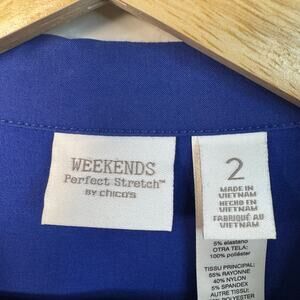 WEEKENDS
Perfect Stretch™
BY chico's
2
MADE IN
VIETNAM
HECHO EN
VIETNAM
FABRIQUÉ AU
VIETNAM
5% elastano
OTRA TELA:
100% poliéster
TISSU PRINCIPAL:
55% RAYONNE
40% NYLON
5% SPANDEX
AUTRE TISSU: